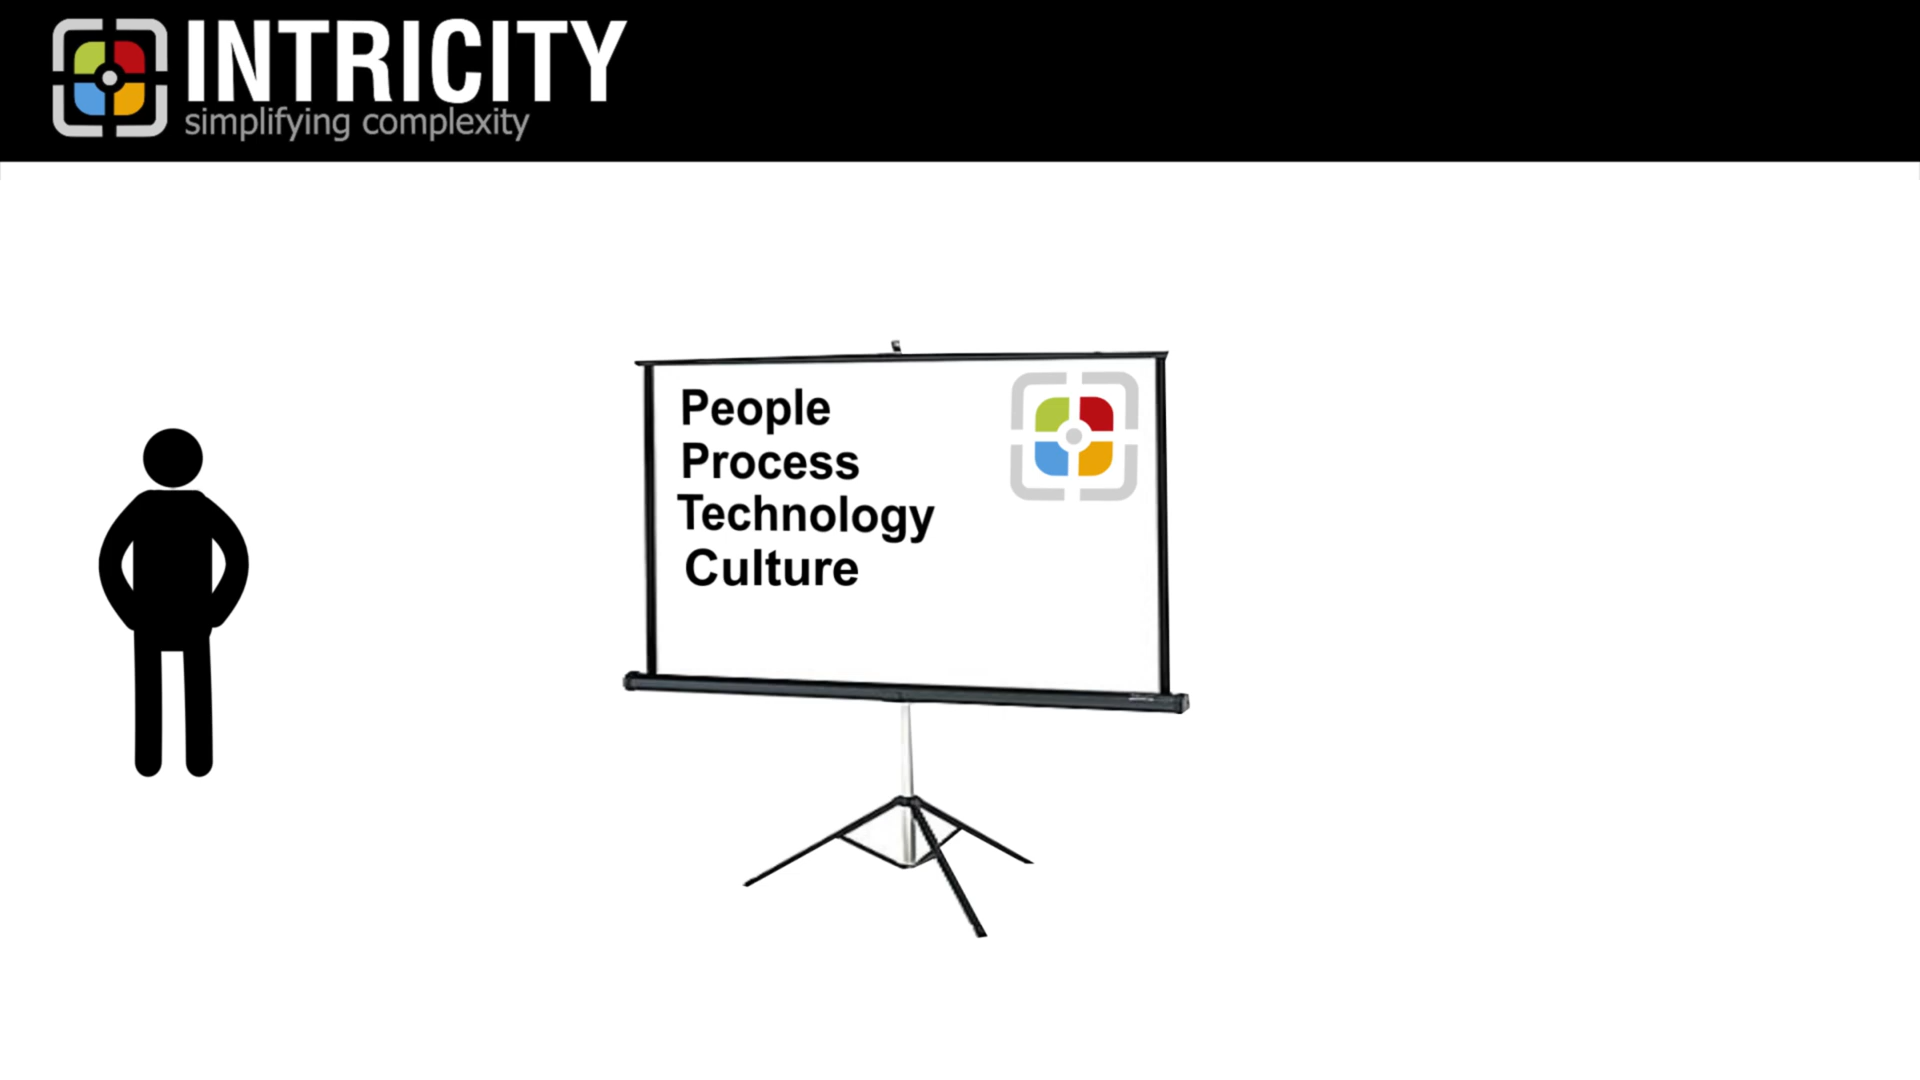 INTRICITY
simplifying complexity
People
Process
Technology
Culture